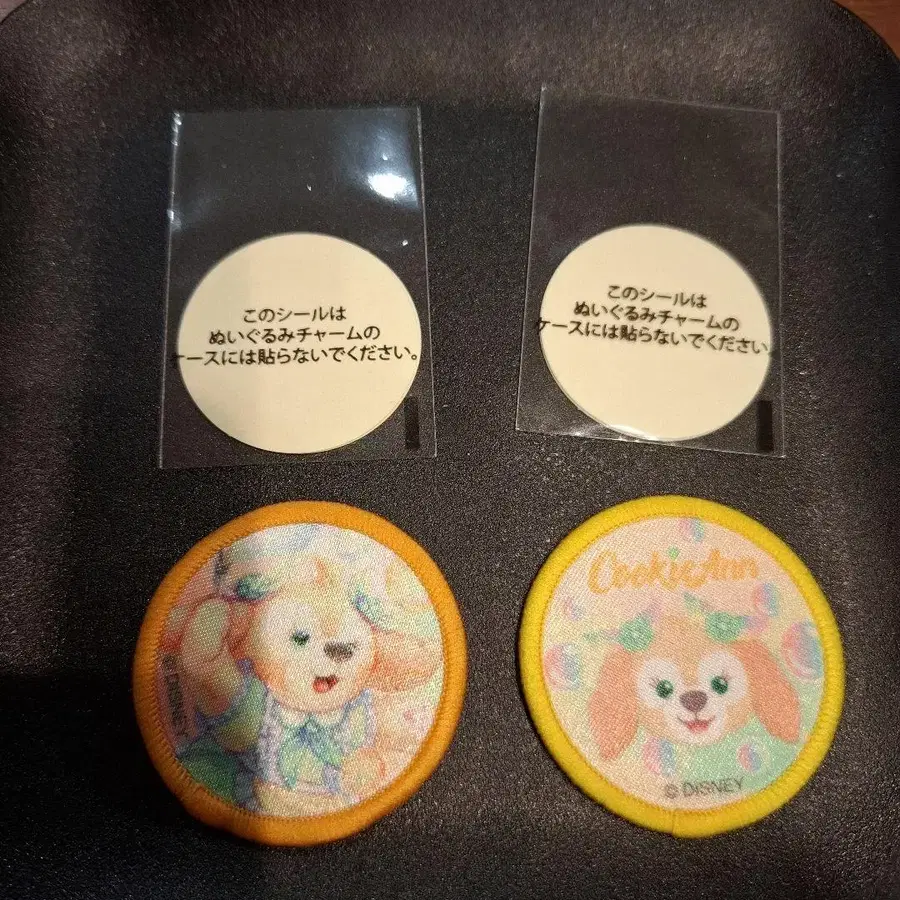 このシールは
ぬいぐるみチャームの
ケースには貼らないでください。
このシールは
ぬいぐるみチャームの
ケースには貼らないでください。
©DISNEY
CookieAnn
© DISNEY